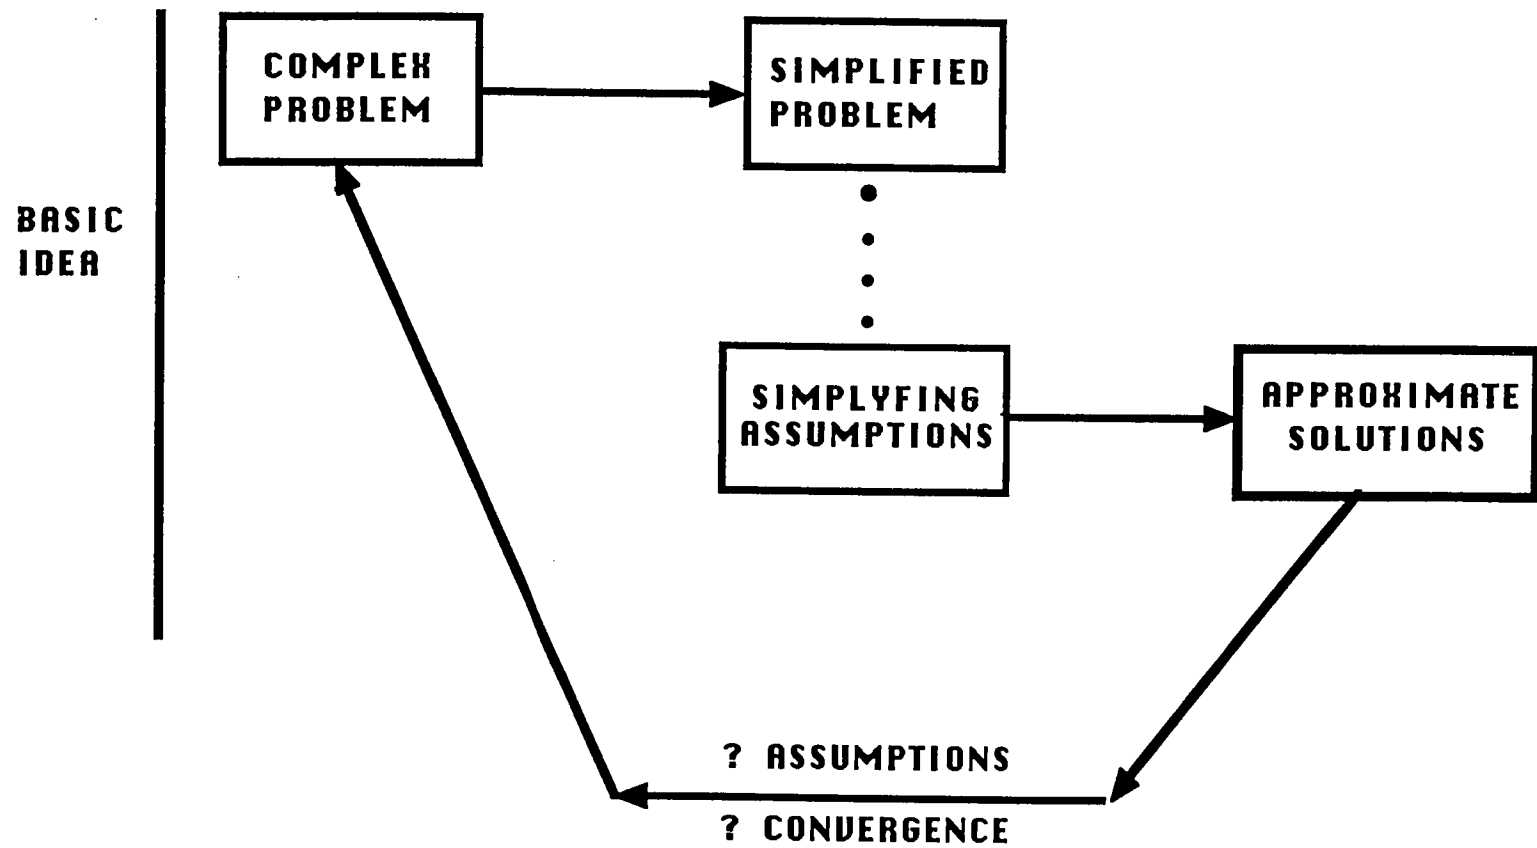 COMPLEX
PROBLEM
SIMPLIFIED
PROBLEM
BASIC
IDEA
SIMPLYFING
ASSUMPTIONS
APPROXIMATE
SOLUTIONS
? ASSUMPTIONS
? CONVERGENCE